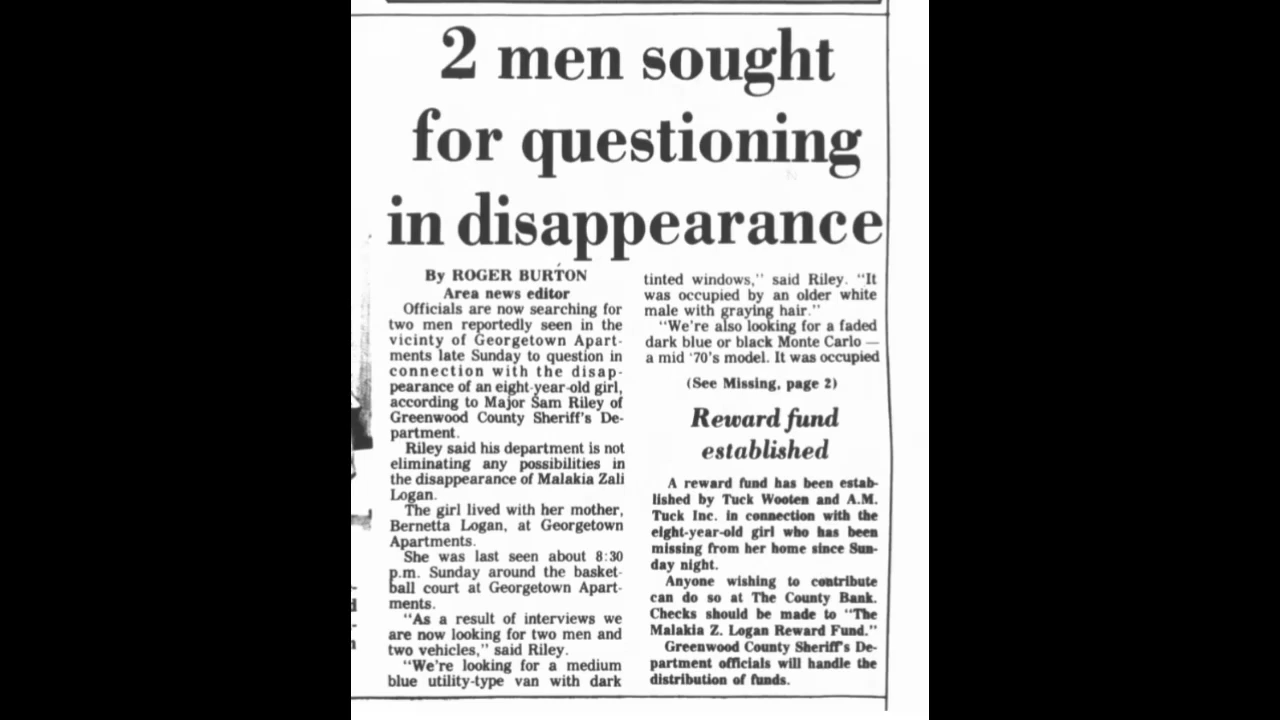 2 men sought
for questioning
in disappearance
By ROGER BURTON
Area news editor
Officials are now searching for
two men reportedly seen in the
vicinity of Georgetown Apart-
ments late Sunday to question in
connection with the disap-
pearance of an eight-year-old girl,
according to Major Sam Riley of
Greenwood County Sheriff's De-
partment.
Riley said his department is not
eliminating any possibilities in
the disappearance of Malakia Zali
Logan.
The girl lived with her mother,
Bernetta Logan, at Georgetown
Apartments.
She was last seen about 8:30
p.m. Sunday around the basket-
ball court at Georgetown Apart-
ments.
"As a result of interviews we
are now looking for two men and
two vehicles," said Riley.
"We're looking for a medium
blue utility-type van with dark
tinted windows," said Riley. "It
was occupied by an older white
male with graying hair."
"We're also looking for a faded
dark blue or black Monte Carlo —
a mid '70's model. It was occupied
(See Missing, page 2)
Reward fund
established
A reward fund has been estab-
lished by Tuck Wooten and A.M.
Tuck Inc. in connection with the
eight-year-old girl who has been
missing from her home since Sun-
day night.
Anyone wishing to contribute
can do so at The County Bank.
Checks should be made to "The
Malakia Z. Logan Reward Fund."
Greenwood County Sheriff's De-
partment officials will handle the
distribution of funds.